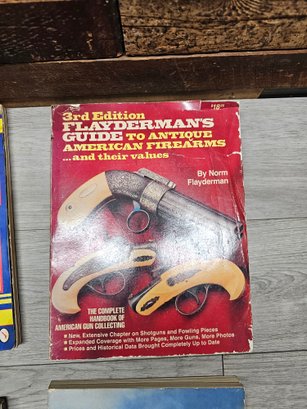 3rd Edition
FLAYDERMAN'S
GUIDE TO ANTIQUE
AMERICAN FIREARMS
...and their values
By Norm
Flayderman
THE COMPLETE
HANDBOOK OF
AMERICAN GUN COLLECTING
★ New, Extensive Chapter on Shotguns and Fowling Pieces
★ Expanded Coverage with More Pages, More Guns, More Photos
★ Prices and Historical Data Brought Completely Up to Date